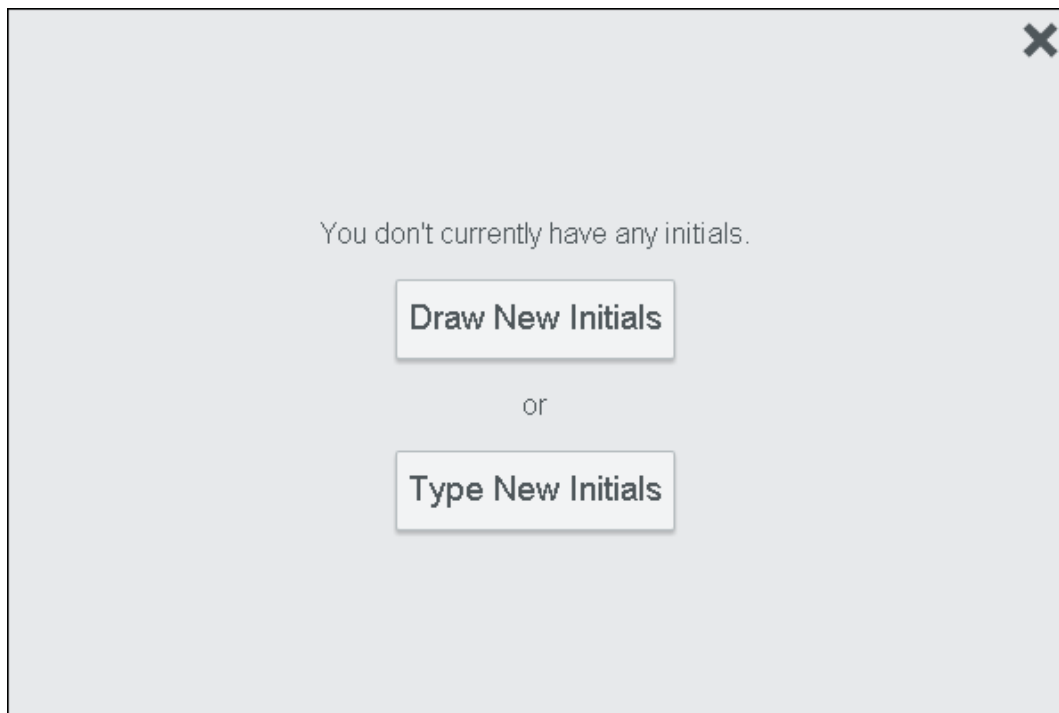 You don't currently have any initials.
Draw New Initials
or
Type New Initials